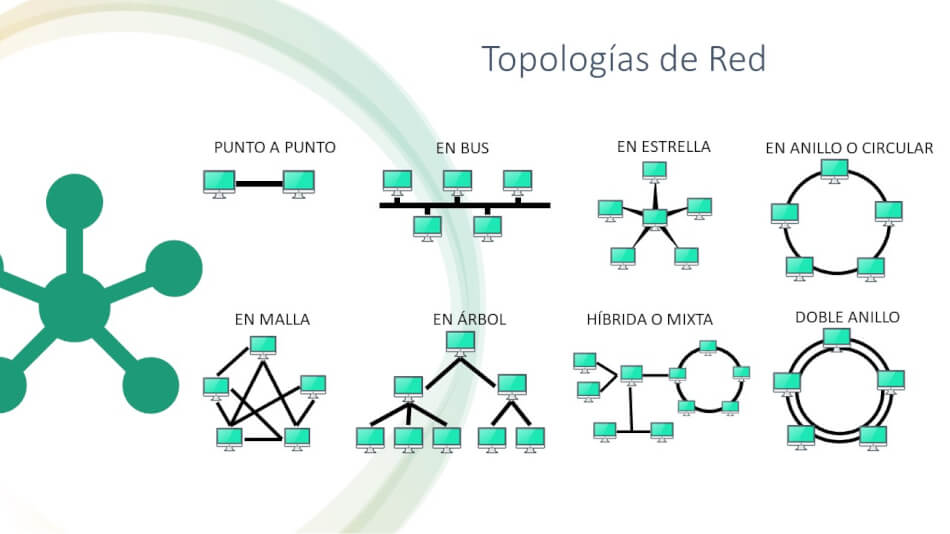 Topologías de Red
PUNTO A PUNTO
EN BUS
EN ESTRELLA
EN ANILLO O CIRCULAR
EN MALLA
EN ÁRBOL
HÍBRIDA O MIXTA
DOBLE ANILLO